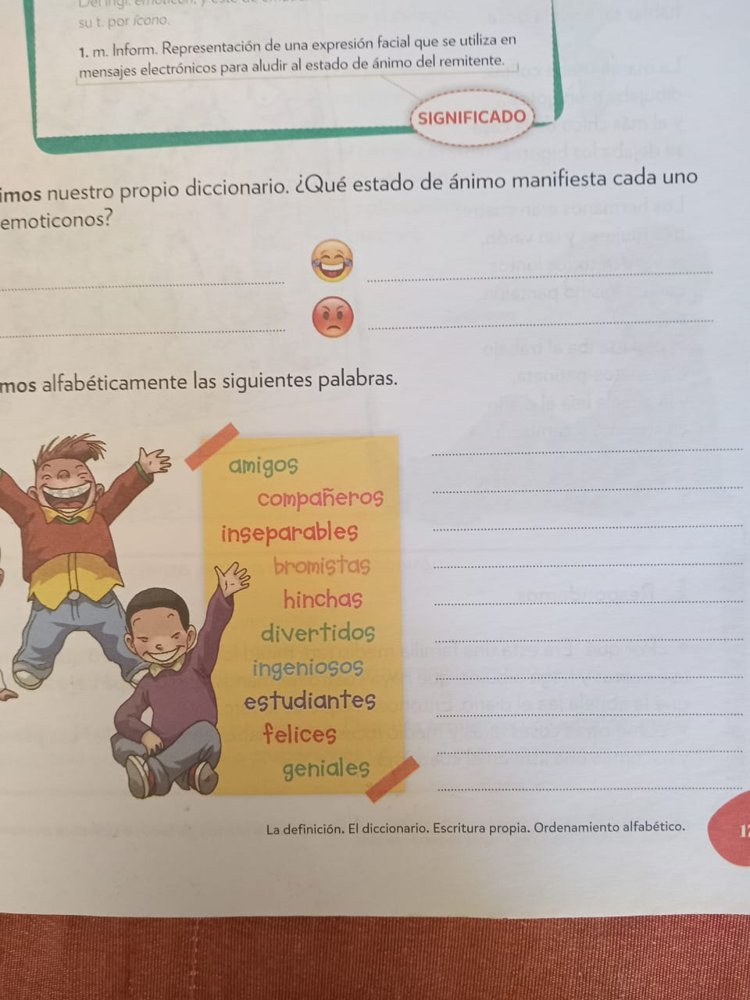 su t. por ícono.
1. m. Inform. Representación de una expresión facial que se utiliza en
mensajes electrónicos para aludir al estado de ánimo del remitente.
SIGNIFICADO
imos nuestro propio diccionario. ¿Qué estado de ánimo manifiesta cada uno
emoticonos?
mos alfabéticamente las siguientes palabras.
amigos
compañeros
inseparables
bromistas
hinchas
divertidos
ingeniosos
estudiantes
felices
geniales
La definición. El diccionario. Escritura propia. Ordenamiento alfabético.